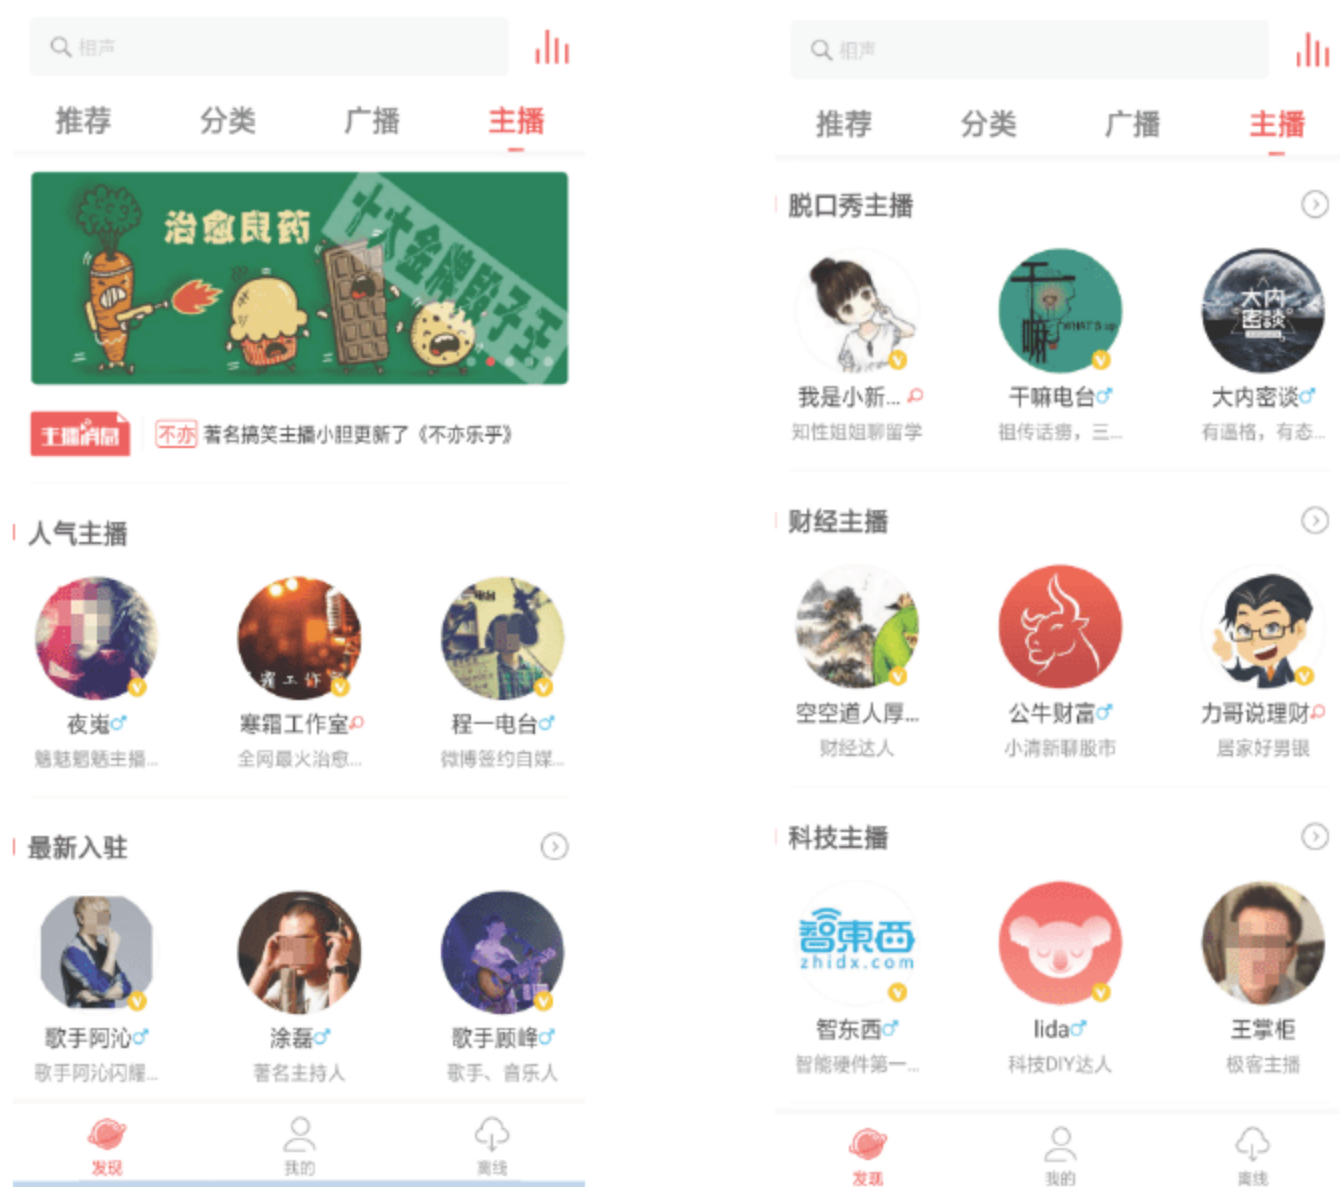 相声
推荐 分类 广播 主播
治愈良药
十大金牌段子王
主播消息 不亦 著名搞笑主播小胆更新了《不亦乐乎》
人气主播
夜嵬 寒霜工作室 程一电台
魑魅魍魉主播... 全网最火治愈... 微博签约自媒...
最新入驻
歌手阿沁 涂磊 歌手顾峰
歌手阿沁闪耀... 著名主持人 歌手、音乐人
发现 我的 离线
相声
推荐 分类 广播 主播
脱口秀主播
干嘛
WHAT'S up
大内密谈
我是小新... 干嘛电台 大内密谈
知性姐姐聊留学 祖传话痨，三... 有逼格，有态...
财经主播
空空道人厚... 公牛财富 力哥说理财
财经达人 小清新聊股市 居家好男银
科技主播
智東西
zhidx.com
智东西 lida 王掌柜
智能硬件第一... 科技DIY达人 极客主播
发现 我的 离线